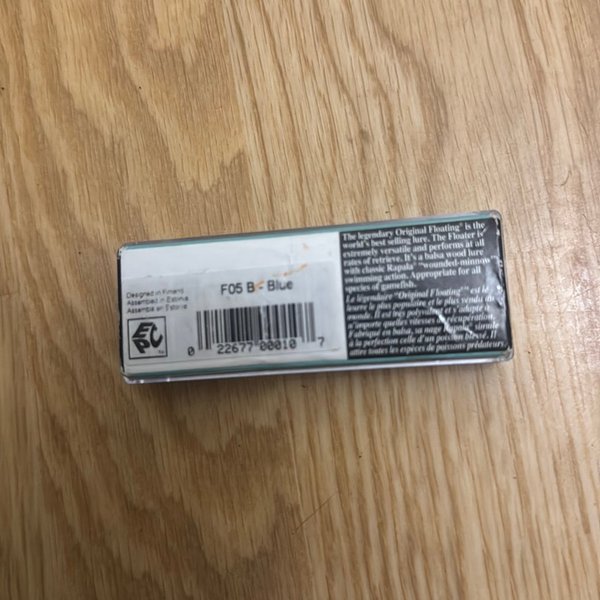 Designed in Finland
Assembled in Estonia
Assemblé en Estonie
EPC
TM
F05 B - Blue
0 22677 00010 7
The legendary Original Floating® is the
world's best selling lure. The Floater is
extremely versatile and performs at all
rates of retrieve. It's a balsa wood lure
with classic Rapala® "wounded-minnow"
swimming action. Appropriate for all
species of gamefish.
Le légendaire "Original Floating"® est le
leurre le plus populaire et le plus vendu du
monde. Il est très polyvalent et s'adapte à
n'importe quelles vitesses de récupération.
Fabriqué en balsa, sa nage simule
à la perfection celle d'un poisson blessé. Il
attire toutes les espèces de poissons prédateurs.